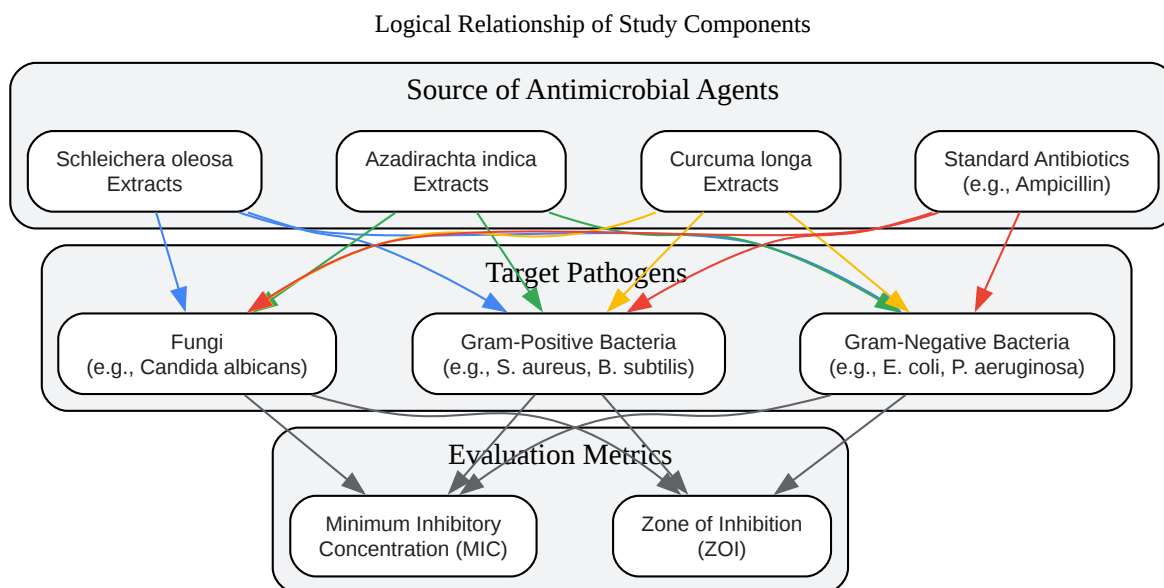 Logical Relationship of Study Components
Source of Antimicrobial Agents
Schleichera oleosa
Extracts
Azadirachta indica
Extracts
Curcuma longa
Extracts
Standard Antibiotics
(e.g., Ampicillin)
Target Pathogens
Fungi
(e.g., Candida albicans)
Gram-Positive Bacteria
(e.g., S. aureus, B. subtilis)
Gram-Negative Bacteria
(e.g., E. coli, P. aeruginosa)
Evaluation Metrics
Minimum Inhibitory
Concentration (MIC)
Zone of Inhibition
(ZOI)